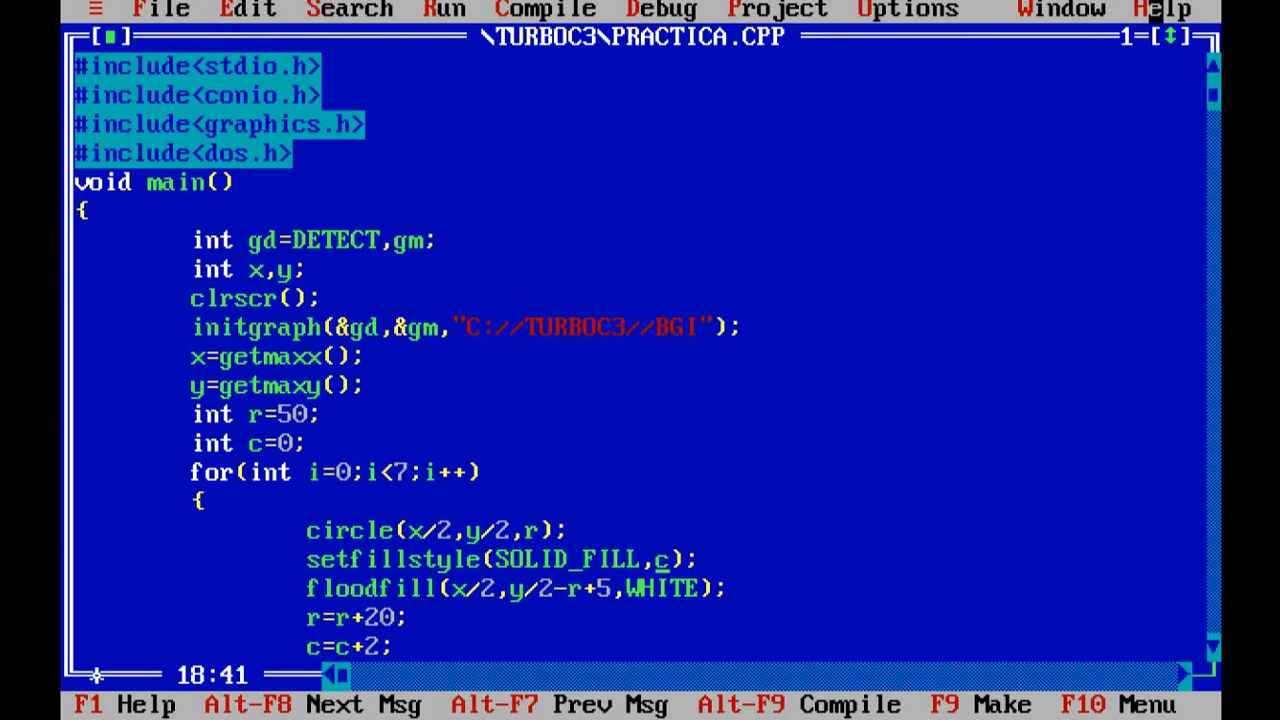 ≡ File Edit Search Run Compile Debug Project Options Window Help
[■] \TURBOC3\PRACTICA.CPP 1=[↕]
#include<stdio.h>
#include<conio.h>
#include<graphics.h>
#include<dos.h>
void main()
{
int gd=DETECT,gm;
int x,y;
clrscr();
initgraph(&gd,&gm,"C://TURBOC3//BGI");
x=getmaxx();
y=getmaxy();
int r=50;
int c=0;
for(int i=0;i<7;i++)
{
circle(x/2,y/2,r);
setfillstyle(SOLID_FILL,c);
floodfill(x/2,y/2-r+5,WHITE);
r=r+20;
c=c+2;
18:41
F1 Help Alt-F8 Next Msg Alt-F7 Prev Msg Alt-F9 Compile F9 Make F10 Menu